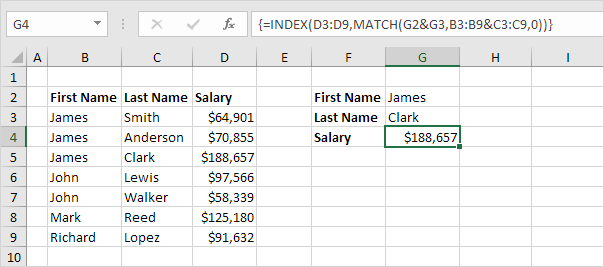 G4 fx {=INDEX(D3:D9,MATCH(G2&G3,B3:B9&C3:C9,0))}
A B C D E F G H I
1
2 First Name Last Name Salary First Name James
3 James Smith $64,901 Last Name Clark
4 James Anderson $70,855 Salary $188,657
5 James Clark $188,657
6 John Lewis $97,566
7 John Walker $58,339
8 Mark Reed $125,180
9 Richard Lopez $91,632
10